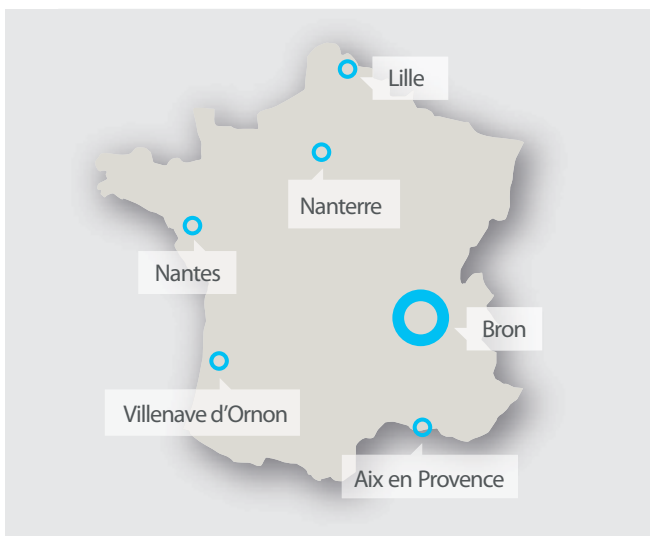 Lille
Nanterre
Nantes
Bron
Villenave d’Ornon
Aix en Provence